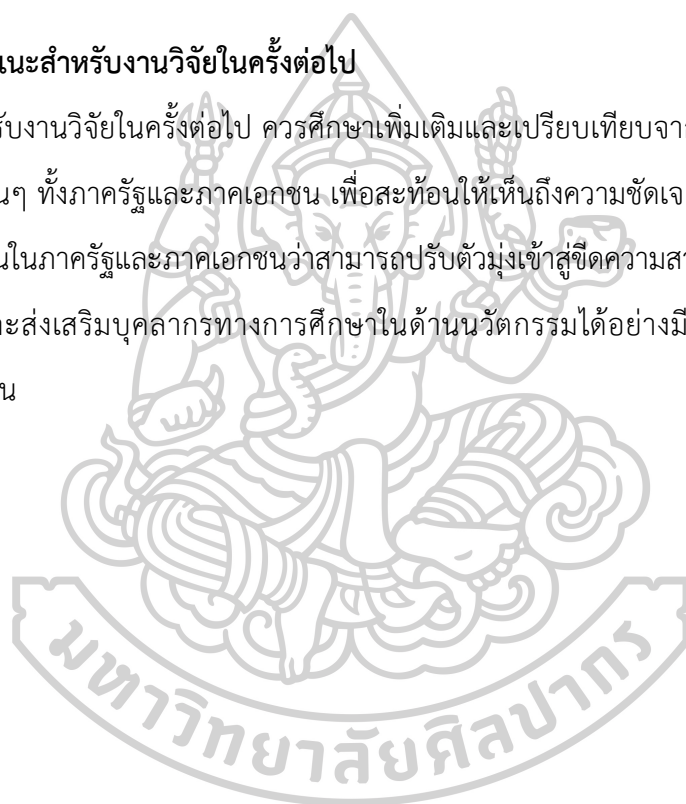 แนะสำหรับงานวิจัยในครั้งต่อไป
รับงานวิจัยในครั้งต่อไป ควรศึกษาเพิ่มเติมและเปรียบเทียบจา
นๆ ทั้งภาครัฐและภาคเอกชน เพื่อสะท้อนให้เห็นถึงความชัดเจ
นในภาครัฐและภาคเอกชนว่าสามารถปรับตัวมุ่งเข้าสู่ขีดความสา
ะส่งเสริมบุคลากรทางการศึกษาในด้านนวัตกรรมได้อย่างมี
น
มหาวิทยาลัยศิลปากร